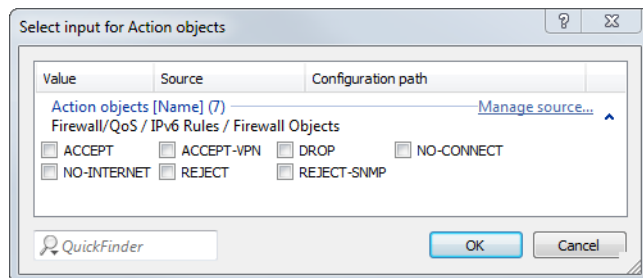 Select input for Action objects
Value Source Configuration path
Action objects [Name] (7) Manage source...
Firewall/QoS / IPv6 Rules / Firewall Objects
ACCEPT ACCEPT-VPN DROP NO-CONNECT
NO-INTERNET REJECT REJECT-SNMP
QuickFinder OK Cancel